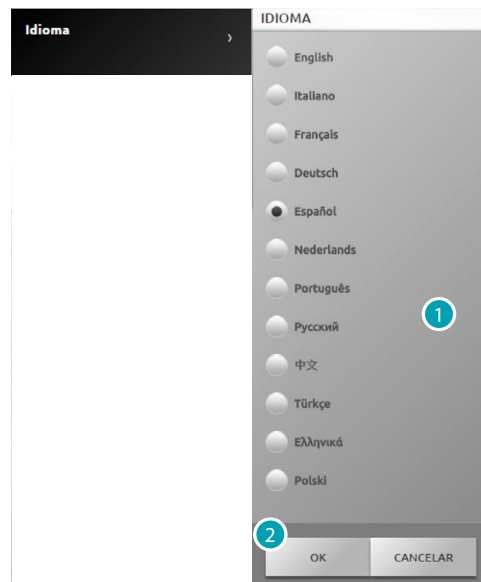 Idioma
IDIOMA
English
Italiano
Français
Deutsch
Español
Nederlands
Português
1
Русский
中文
Türkçe
Ελληνικά
Polski
2
OK
CANCELAR